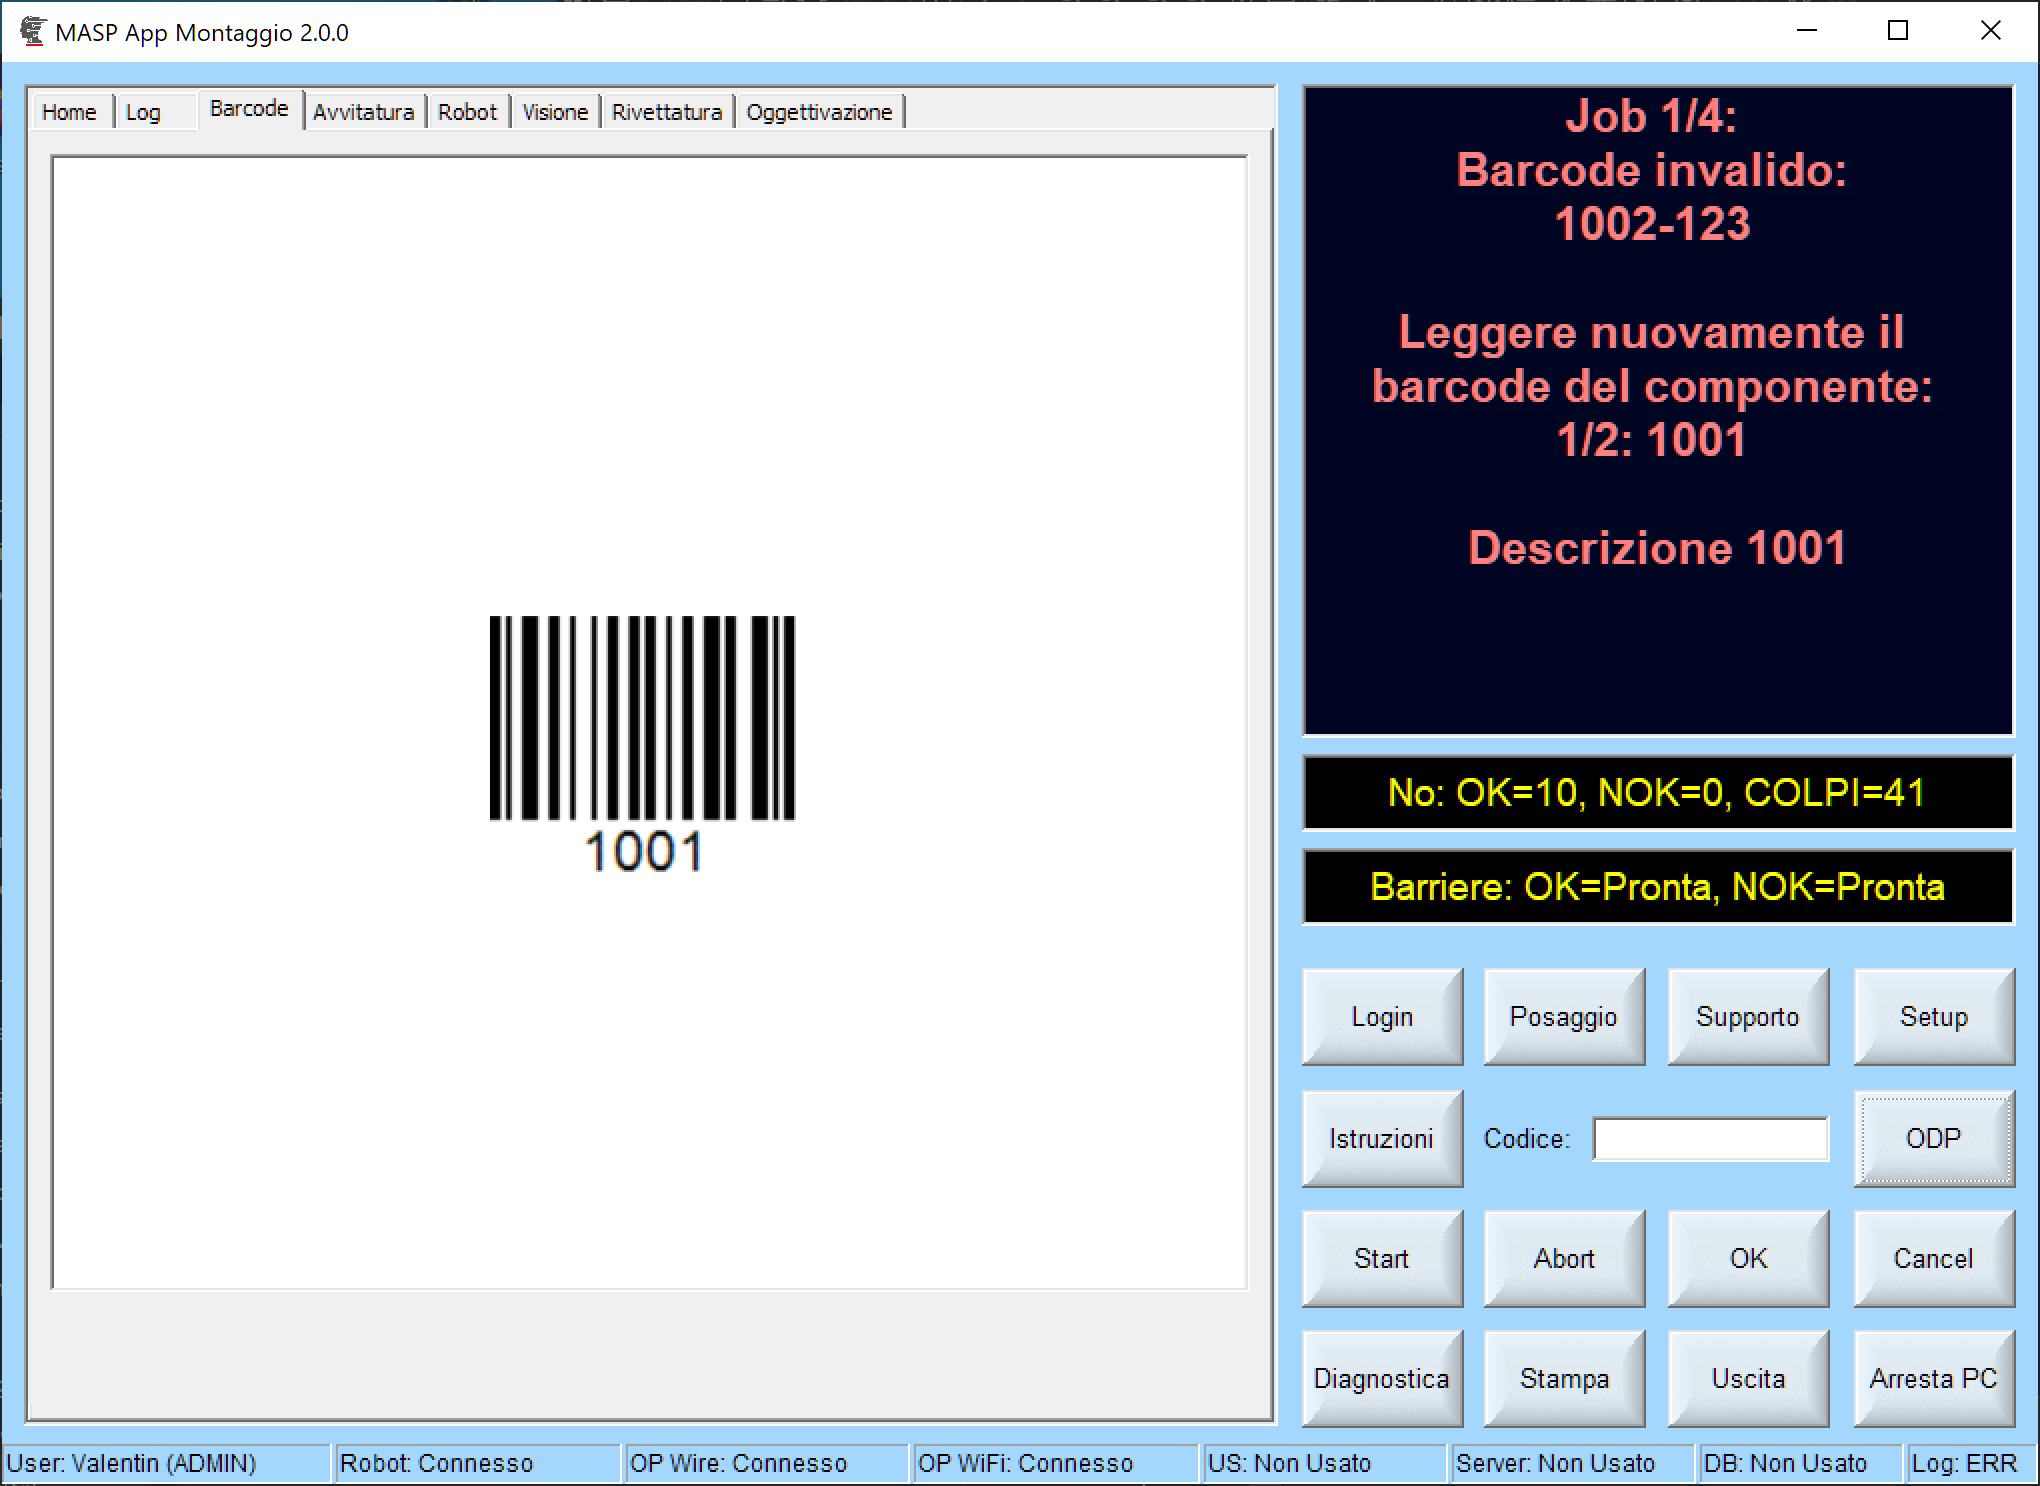 MASP App Montaggio 2.0.0
Home Log Barcode Avvitatura Robot Visione Rivettatura Oggettivazione
1001
Job 1/4:
Barcode invalido:
1002-123
Leggere nuovamente il
barcode del componente:
1/2: 1001
Descrizione 1001
No: OK=10, NOK=0, COLPI=41
Barriere: OK=Pronta, NOK=Pronta
Login Posaggio Supporto Setup
Istruzioni Codice: ODP
Start Abort OK Cancel
Diagnostica Stampa Uscita Arresta PC
User: Valentin (ADMIN) Robot: Connesso OP Wire: Connesso OP WiFi: Connesso US: Non Usato Server: Non Usato DB: Non Usato Log: ERR